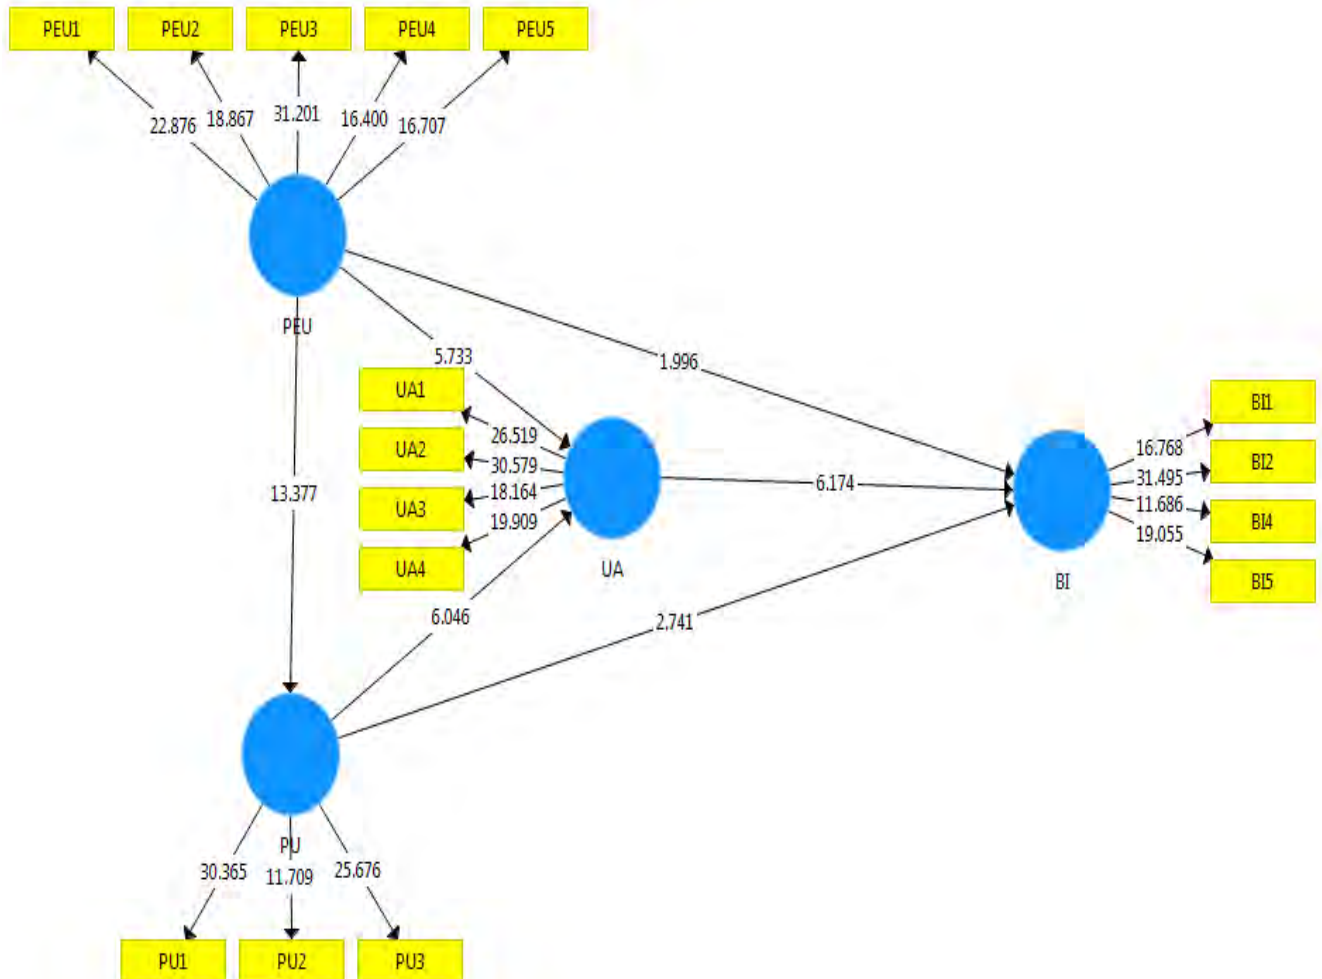 PEU1 PEU2 PEU3 PEU4 PEU5
22.876 18.867 31.201 16.400 16.707
PEU
5.733
1.996
UA1
UA2
UA3
UA4
26.519
30.579
18.164
19.909
13.377
UA
6.174
6.046
2.741
BI
16.768
31.495
11.686
19.055
BI1
BI2
BI4
BI5
PU
30.365 11.709 25.676
PU1 PU2 PU3